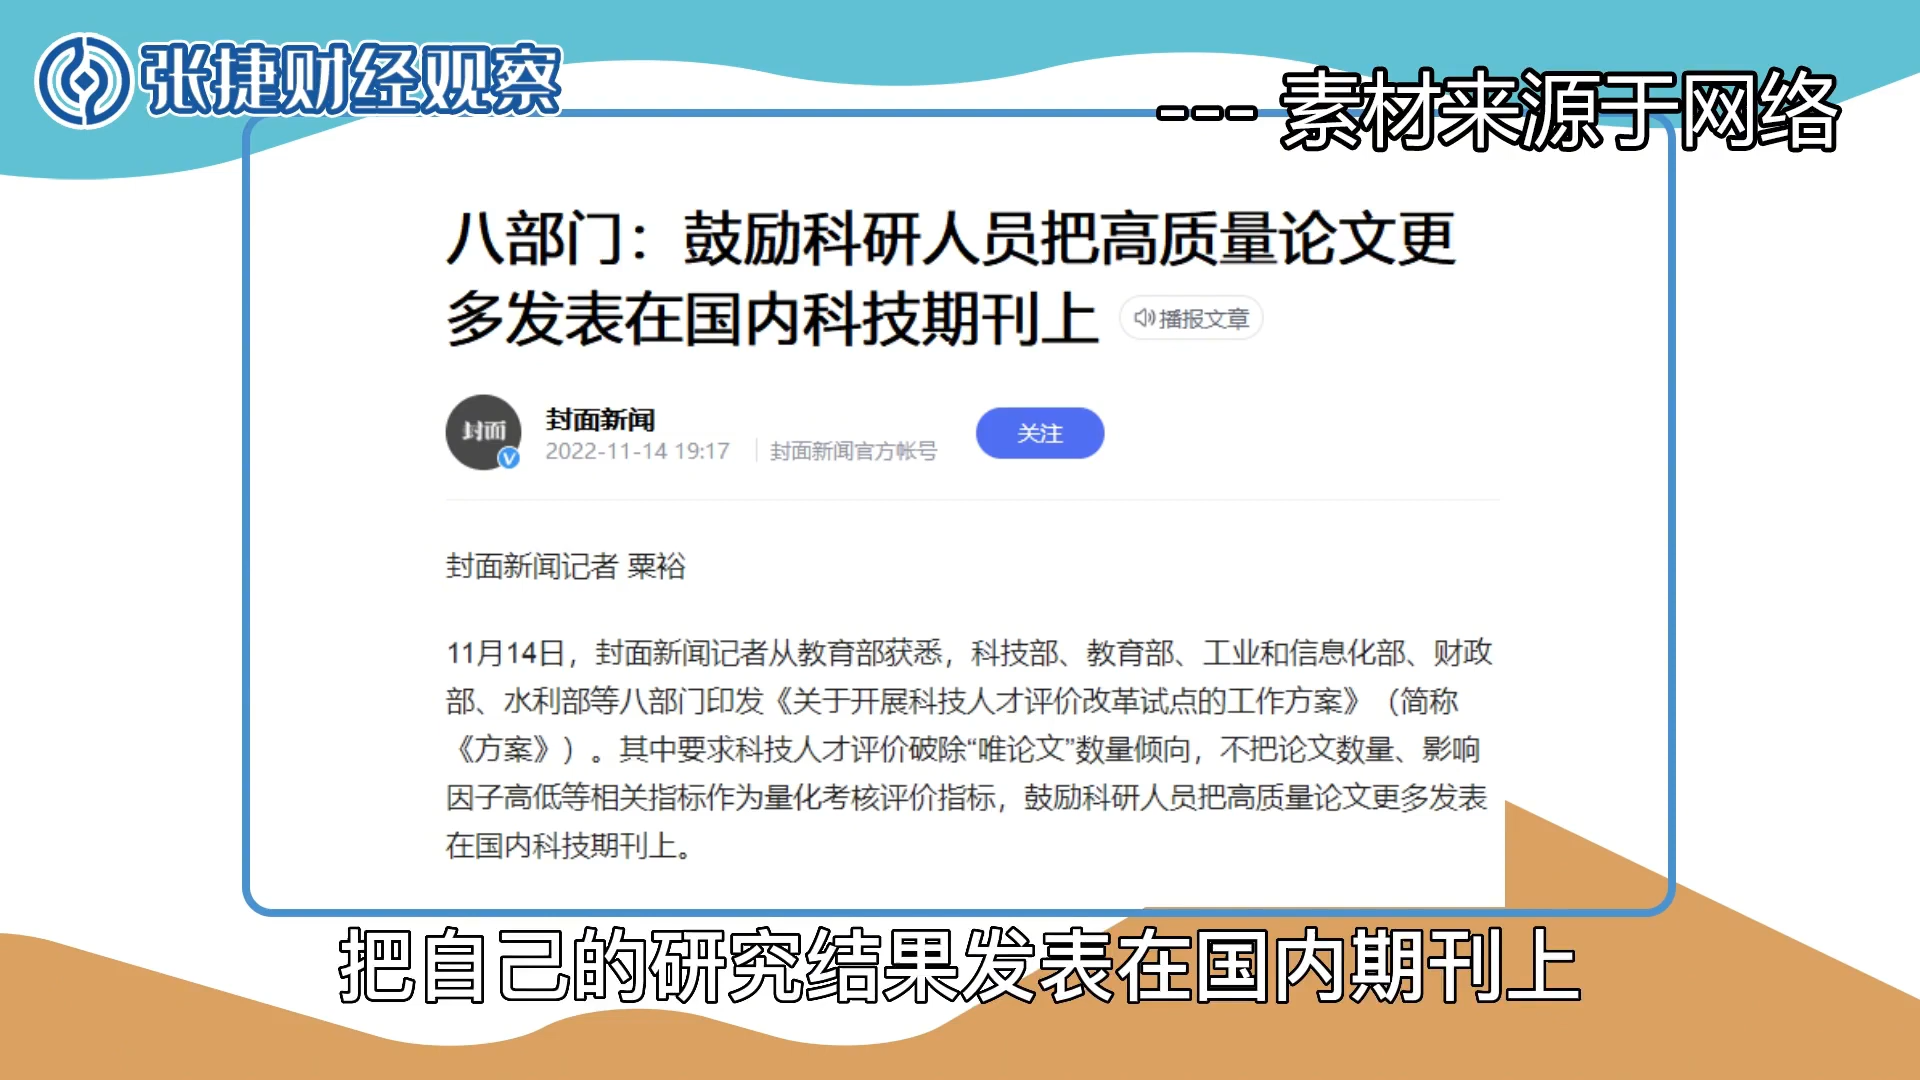 张捷财经观察
--- 素材来源于网络
八部门：鼓励科研人员把高质量论文更
多发表在国内科技期刊上
播报文章
封面
封面新闻
2022-11-14 19:17
封面新闻官方帐号
关注
封面新闻记者 粟裕
11月14日，封面新闻记者从教育部获悉，科技部、教育部、工业和信息化部、财政
部、水利部等八部门印发《关于开展科技人才评价改革试点的工作方案》（简称
《方案》）。其中要求科技人才评价破除“唯论文”数量倾向，不把论文数量、影响
因子高低等相关指标作为量化考核评价指标，鼓励科研人员把高质量论文更多发表
在国内科技期刊上。
把自己的研究结果发表在国内期刊上